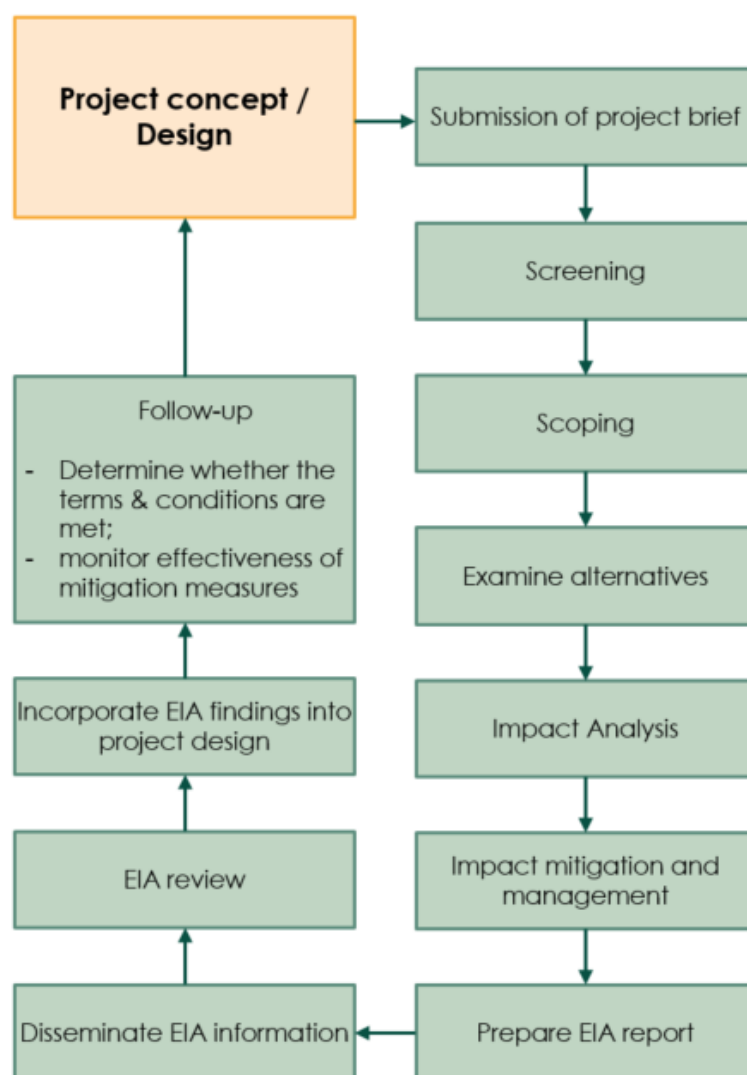 Project concept /
Design
Submission of project brief
Screening
Scoping
Examine alternatives
Impact Analysis
Impact mitigation and
management
Prepare EIA report
Disseminate EIA information
EIA review
Incorporate EIA findings into
project design
Follow-up
- Determine whether the
terms & conditions are
met;
- monitor effectiveness of
mitigation measures